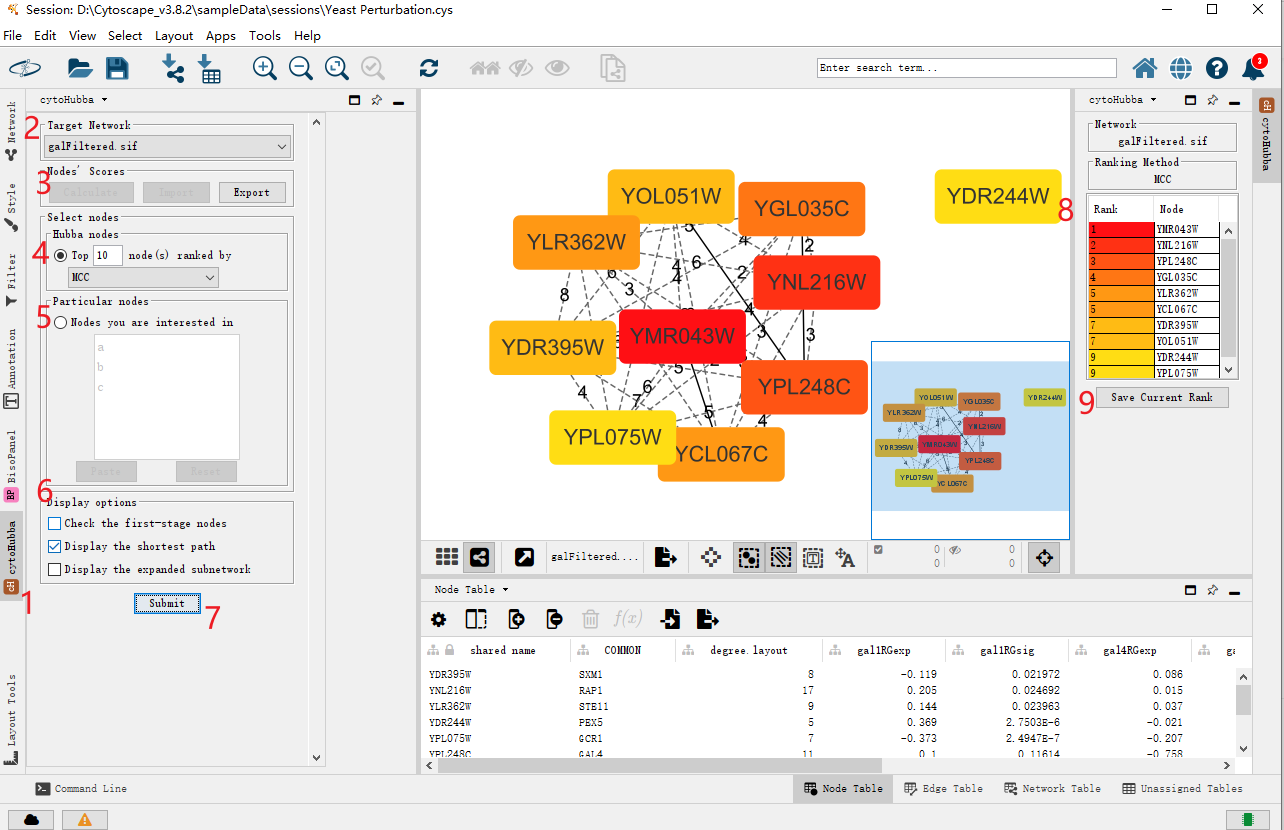 Session: D:\Cytoscape_v3.8.2\sampleData\sessions\Yeast Perturbation.cys
File Edit View Select Layout Apps Tools Help
Enter search term...
3
Network
Style
Filter
Annotation
BisoPanel
BP
cytoHubba
Layout Tools
1
cytoHubba
2
Target Network
galFiltered.sif
Nodes' Scores
3
Calculate Import Export
Select nodes
Hubba nodes
4
Top 10 node(s) ranked by
MCC
Particular nodes
5
Nodes you are interested in
a
b
c
Paste Reset
6
Display options
Check the first-stage nodes
Display the shortest path
Display the expanded subnetwork
Submit
7
YOL051W
YGL035C
YDR244W
YLR362W
YNL216W
YMR043W
YDR395W
YPL248C
YPL075W
YCL067C
4
2
6
4
4
2
3
8
4
3
3
5
6
4
7
5
4
YOL051W
YGL035C
YDR244W
YLR362W
YNL216W
YMR043W
YDR395W
YPL248C
YPL075W
YCL067C
galFiltered....
0 0
0 0
cytoHubba
Network
galFiltered.sif
Ranking Method
MCC
8
Rank Node
1 YMR043W
2 YNL216W
3 YPL248C
4 YGL035C
5 YLR362W
5 YCL067C
7 YDR395W
7 YOL051W
9 YDR244W
9 YPL075W
9
Save Current Rank
cytoHubba
Node Table
f(x)
shared name COMMON degree.layout gal1RGexp gal1RGsig gal4RGexp ga
YDR395W SXM1 8 -0.119 0.021972 0.086
YNL216W RAP1 17 0.205 0.024692 0.015
YLR362W STE11 9 0.144 0.023963 0.037
YDR244W PEX5 5 0.369 2.7503E-6 -0.021
YPL075W GCR1 7 -0.373 2.4947E-7 -0.207
YPL248C GAL4 11 0.1 0.11614 -0.758
Command Line
Node Table Edge Table Network Table Unassigned Tables